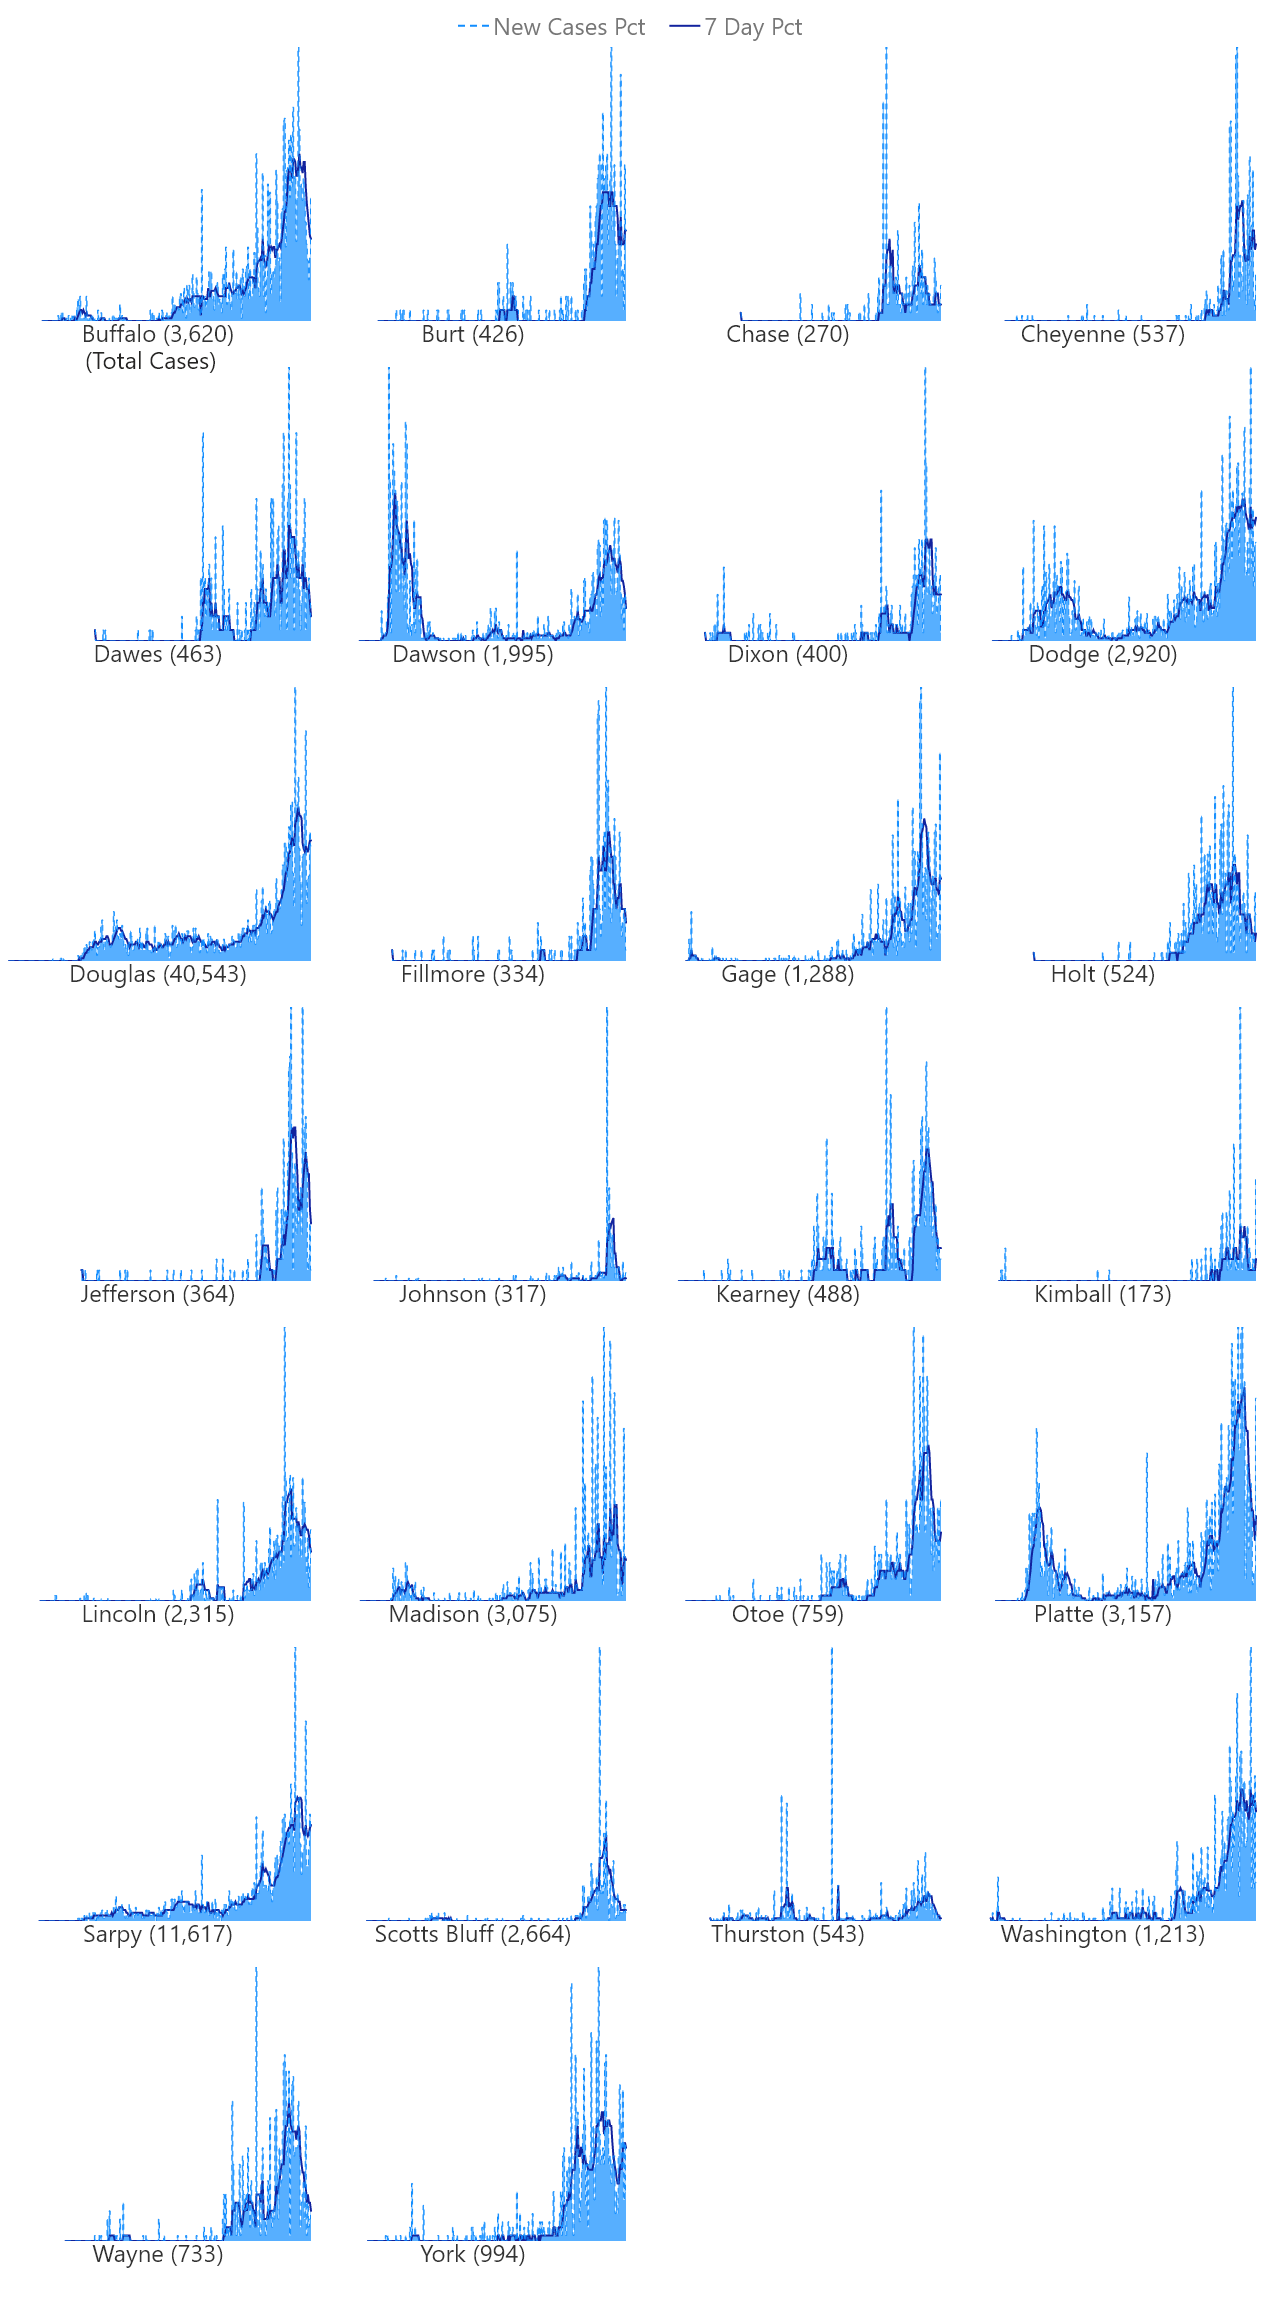 New Cases Pct 7 Day Pct
Buffalo (3,620) Burt (426) Chase (270) Cheyenne (537)
(Total Cases)
Dawes (463) Dawson (1,995) Dixon (400) Dodge (2,920)
Douglas (40,543) Fillmore (334) Gage (1,288) Holt (524)
Jefferson (364) Johnson (317) Kearney (488) Kimball (173)
Lincoln (2,315) Madison (3,075) Otoe (759) Platte (3,157)
Sarpy (11,617) Scotts Bluff (2,664) Thurston (543) Washington (1,213)
Wayne (733) York (994)